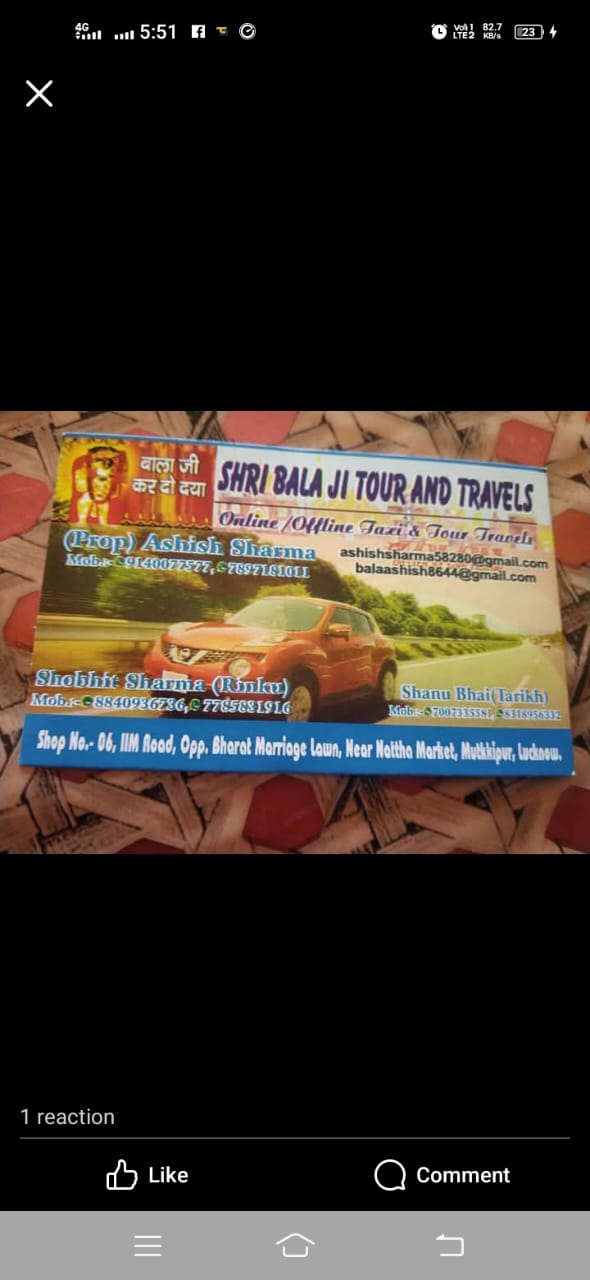 4G 5:51 Vo) 1 LTE2 82.7 KB/s 23
बाला जी
कर दो दया
SHRI BALA JI TOUR AND TRAVELS
Online /Offline Taxi & Tour Travels
(Prop) Ashish Sharma
Mob.:- 9140077577, 7897181011
ashishsharma58280@gmail.com
balaashish8644@gmail.com
Shobhit Sharma (Rinku)
Mob.:- 8840936736, 7785831916
Shanu Bhai(Tarikh)
Mob.:- 7007335581, 8318956332
Shop No.- 06, IIM Road, Opp. Bharat Marriage Lawn, Near Nattha Market, Mutkkipur, Lucknow.
1 reaction
Like
Comment